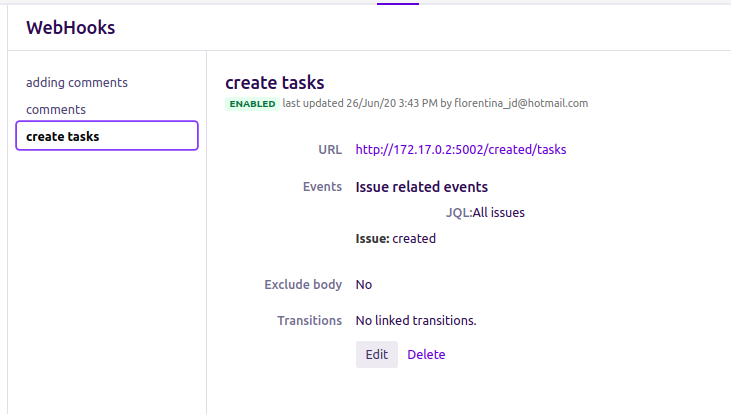 WebHooks
adding comments
comments
create tasks
create tasks
ENABLED last updated 26/Jun/20 3:43 PM by florentina_jd@hotmail.com
URL http://172.17.0.2:5002/created/tasks
Events Issue related events
JQL:All issues
Issue: created
Exclude body No
Transitions No linked transitions.
Edit Delete